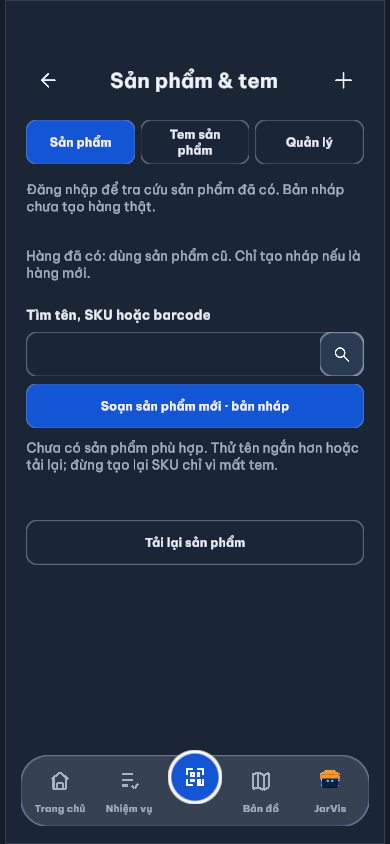 Sản phẩm & tem
Sản phẩm
Tem sản
phẩm
Quản lý
Đăng nhập để tra cứu sản phẩm đã có. Bản nháp
chưa tạo hàng thật.
Hàng đã có: dùng sản phẩm cũ. Chỉ tạo nháp nếu là
hàng mới.
Tìm tên, SKU hoặc barcode
Soạn sản phẩm mới · bản nháp
Chưa có sản phẩm phù hợp. Thử tên ngắn hơn hoặc
tải lại; đừng tạo lại SKU chỉ vì mất tem.
Tải lại sản phẩm
Trang chủ
Nhiệm vụ
Bản đồ
JarVis